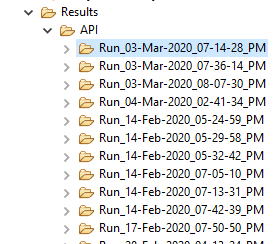 Results
API
Run_03-Mar-2020_07-14-28_PM
Run_03-Mar-2020_07-36-14_PM
Run_03-Mar-2020_08-07-30_PM
Run_04-Mar-2020_02-41-34_PM
Run_14-Feb-2020_05-24-59_PM
Run_14-Feb-2020_05-29-58_PM
Run_14-Feb-2020_05-32-42_PM
Run_14-Feb-2020_07-05-10_PM
Run_14-Feb-2020_07-13-31_PM
Run_14-Feb-2020_07-42-39_PM
Run_17-Feb-2020_07-50-50_PM